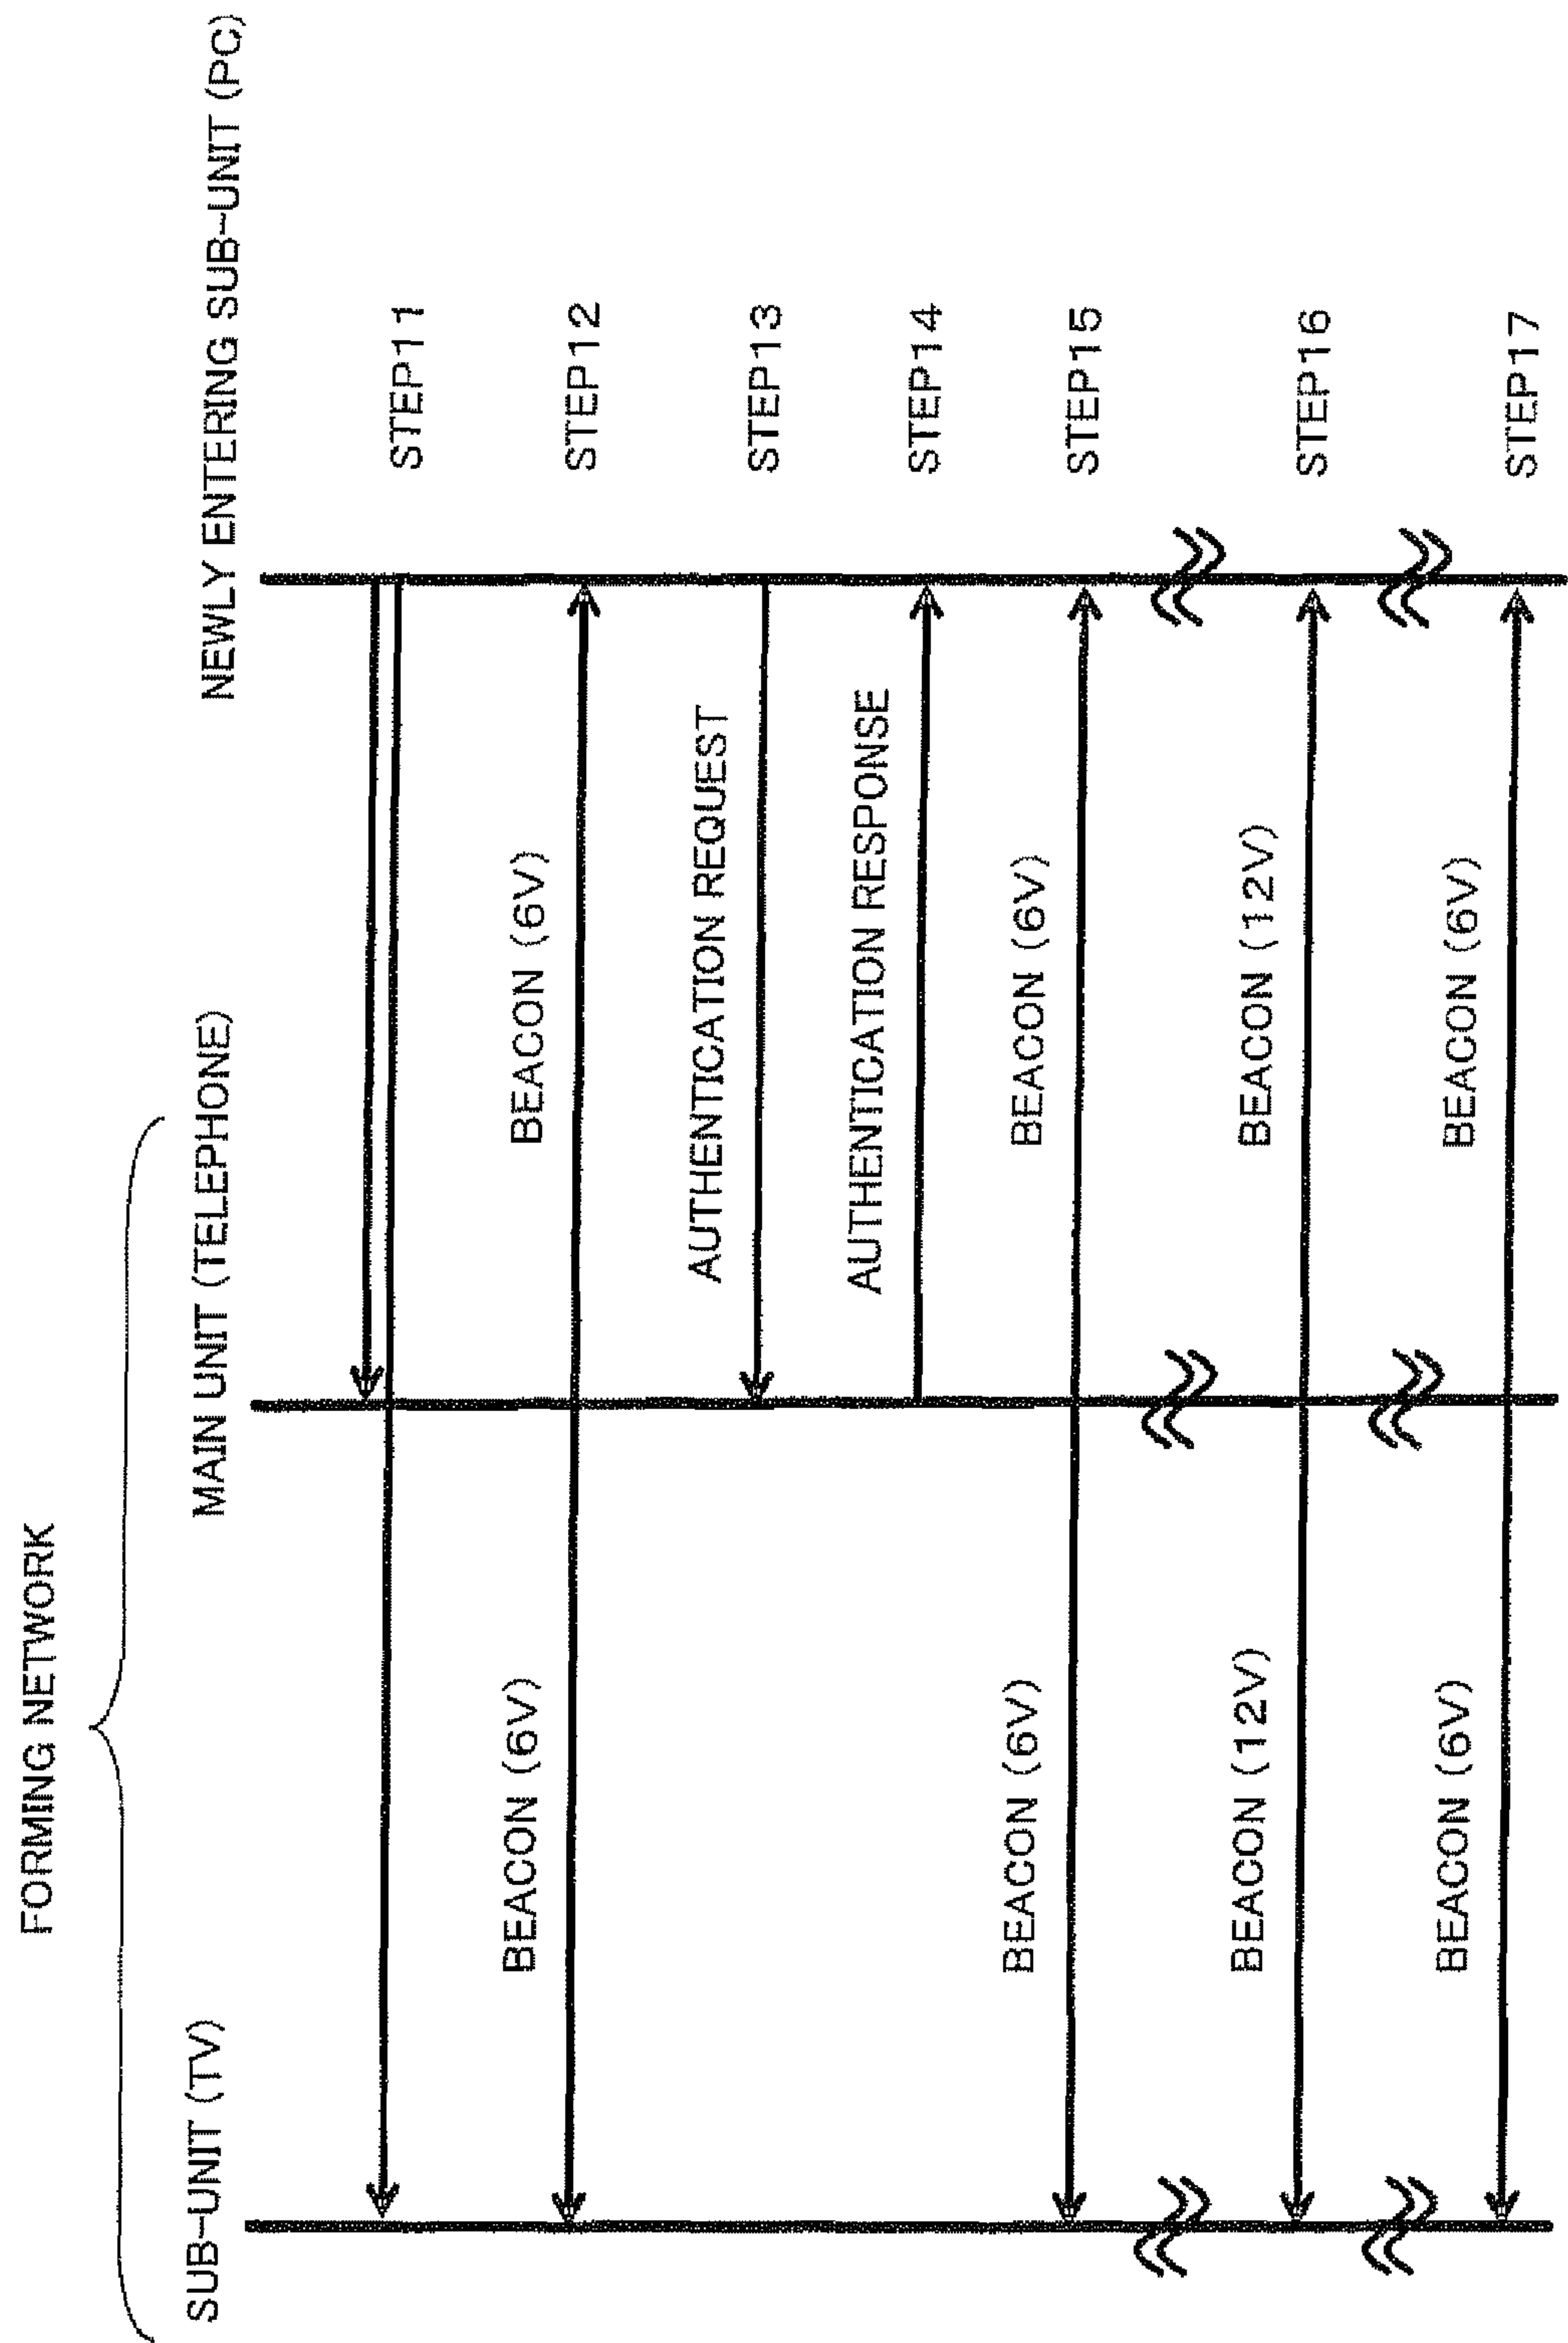 FORMING NETWORK
SUB-UNIT (TV)
MAIN UNIT (TELEPHONE)
NEWLY ENTERING SUB-UNIT (PC)
STEP11
BEACON (6V)
BEACON (6V)
STEP12
AUTHENTICATION REQUEST
STEP13
AUTHENTICATION RESPONSE
STEP14
BEACON (6V)
BEACON (6V)
STEP15
BEACON (12V)
BEACON (12V)
STEP16
BEACON (6V)
BEACON (6V)
STEP17